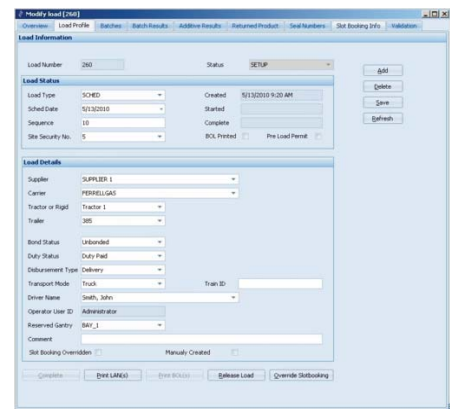 Modify load [260]
Overview Load Profile Batches Batch Results Additive Results Returned Product Seal Numbers Slot Booking Info Validation
Load Information
Load Number 260 Status SETUP
Add
Load Status
Delete
Load Type SCHED Created 5/13/2010 9:20 AM
Save
Sched Date 5/13/2010 Started
Refresh
Sequence 10 Complete
Site Security No. 5 BOL Printed Pre Load Permit
Load Details
Supplier SUPPLIER 1
Carrier FERRELLGAS
Tractor or Rigid Tractor 1
Trailer 385
Bond Status Unbonded
Duty Status Duty Paid
Disbursement Type Delivery
Transport Mode Truck Train ID
Driver Name Smith, John
Operator User ID Administrator
Reserved Gantry BAY_1
Comment
Slot Booking Overridden Manualy Created
Complete Print LAN(s) Print BOL(s) Release Load Override Slotbooking